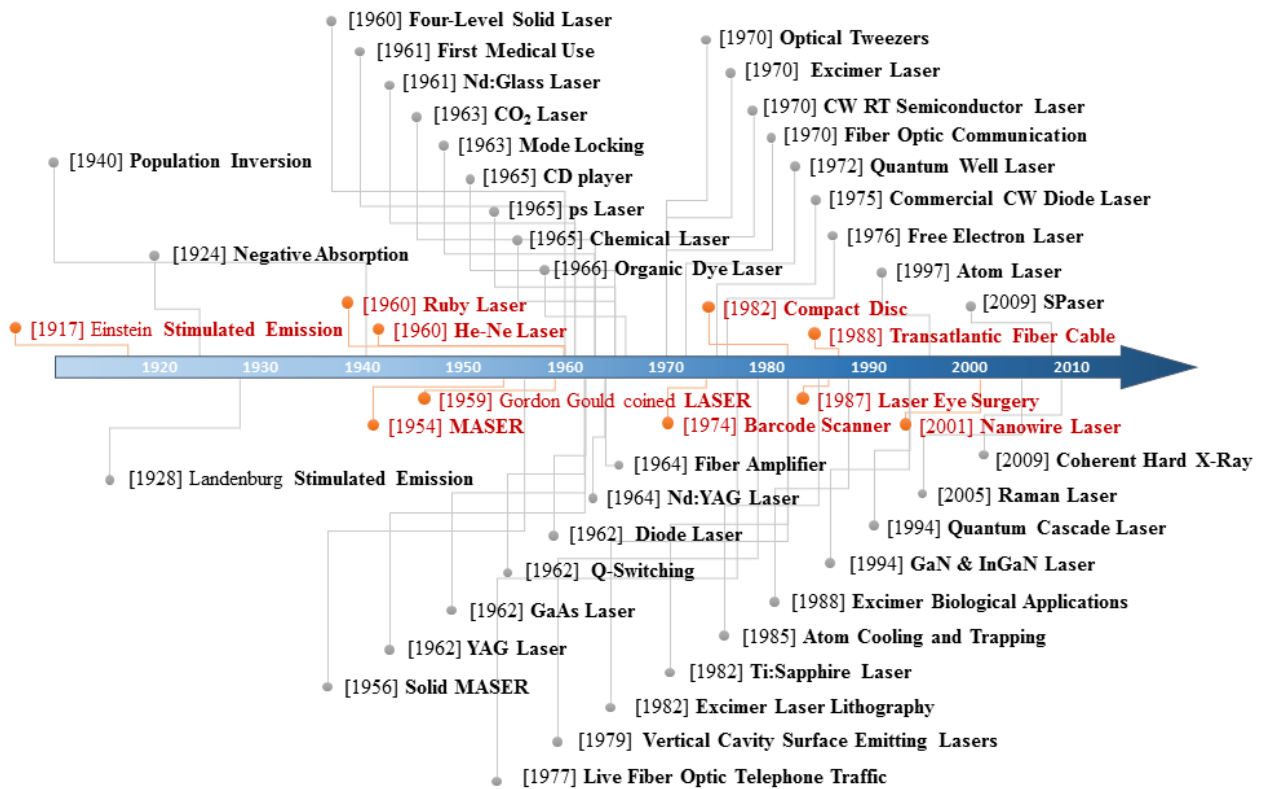 [1960] Four-Level Solid Laser
[1961] First Medical Use
[1961] Nd:Glass Laser
[1963] CO₂ Laser
[1963] Mode Locking
[1940] Population Inversion
[1965] CD player
[1965] ps Laser
[1965] Chemical Laser
[1924] Negative Absorption
[1966] Organic Dye Laser
[1960] Ruby Laser
[1917] Einstein Stimulated Emission
[1960] He-Ne Laser
[1970] Optical Tweezers
[1970] Excimer Laser
[1970] CW RT Semiconductor Laser
[1970] Fiber Optic Communication
[1972] Quantum Well Laser
[1975] Commercial CW Diode Laser
[1976] Free Electron Laser
[1997] Atom Laser
[2009] SPaser
[1982] Compact Disc
[1988] Transatlantic Fiber Cable
1920 1930 1940 1950 1960 1970 1980 1990 2000 2010
[1959] Gordon Gould coined LASER
[1954] MASER
[1928] Landenburg Stimulated Emission
[1964] Fiber Amplifier
[1964] Nd:YAG Laser
[1962] Diode Laser
[1962] Q-Switching
[1962] GaAs Laser
[1962] YAG Laser
[1956] Solid MASER
[1987] Laser Eye Surgery
[1974] Barcode Scanner
[2001] Nanowire Laser
[2009] Coherent Hard X-Ray
[2005] Raman Laser
[1994] Quantum Cascade Laser
[1994] GaN & InGaN Laser
[1988] Excimer Biological Applications
[1985] Atom Cooling and Trapping
[1982] Ti:Sapphire Laser
[1982] Excimer Laser Lithography
[1979] Vertical Cavity Surface Emitting Lasers
[1977] Live Fiber Optic Telephone Traffic